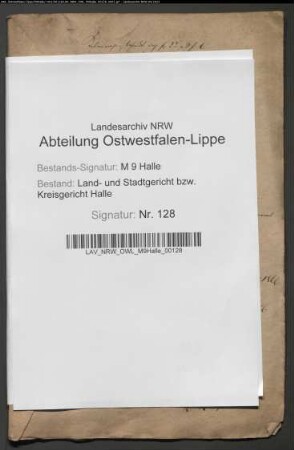 Landesarchiv NRW
Abteilung Ostwestfalen-Lippe
Bestands-Signatur: M 9 Halle
Bestand: Land- und Stadtgericht bzw.
Kreisgericht Halle
Signatur: Nr. 128
LAV_NRW_OWL_M9Halle_00128